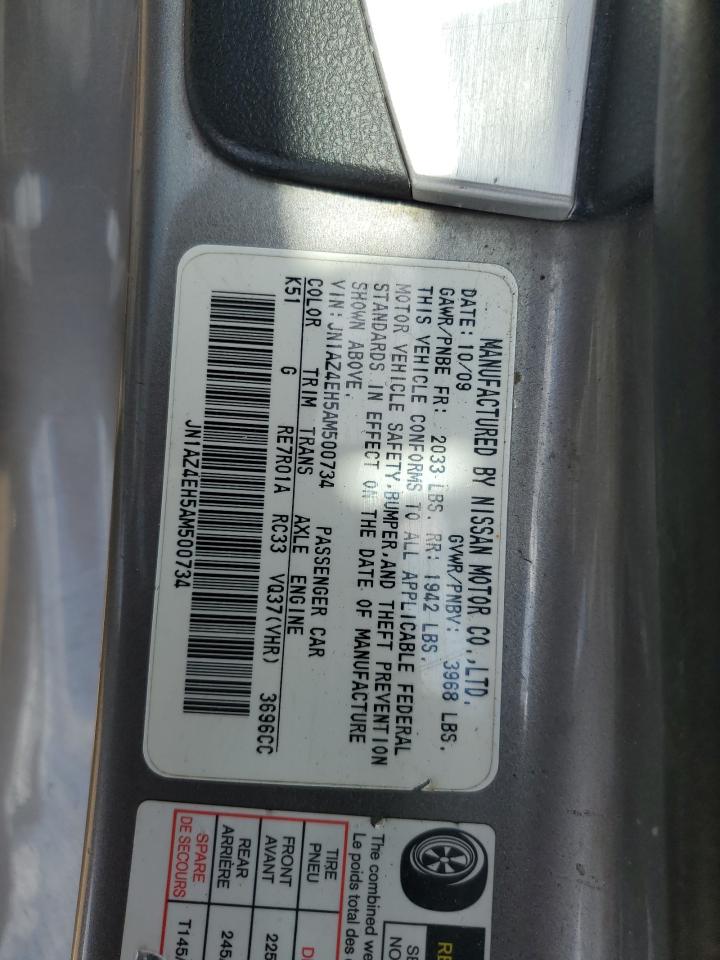 MANUFACTURED BY NISSAN MOTOR CO.,LTD.
DATE:10/09 GVWR/PNBV: 3968 LBS.
GAWR/PNBE FR: 2033 LBS. RR: 1942 LBS.
THIS VEHICLE CONFORMS TO ALL APPLICABLE FEDERAL
MOTOR VEHICLE SAFETY,BUMPER,AND THEFT PREVENTION
STANDARDS IN EFFECT ON THE DATE OF MANUFACTURE
SHOWN ABOVE.
VIN:JN1AZ4EH5AM500734 PASSENGER CAR
COLOR TRIM TRANS AXLE ENGINE
K51 G RE7R01A RC33 VQ37(VHR) 3696CC
JN1AZ4EH5AM500734
The combined we
Le poids total des
TIRE
PNEU
FRONT
AVANT
225
REAR
ARRIÈRE
245
SPARE
DE SECOURS
T145/